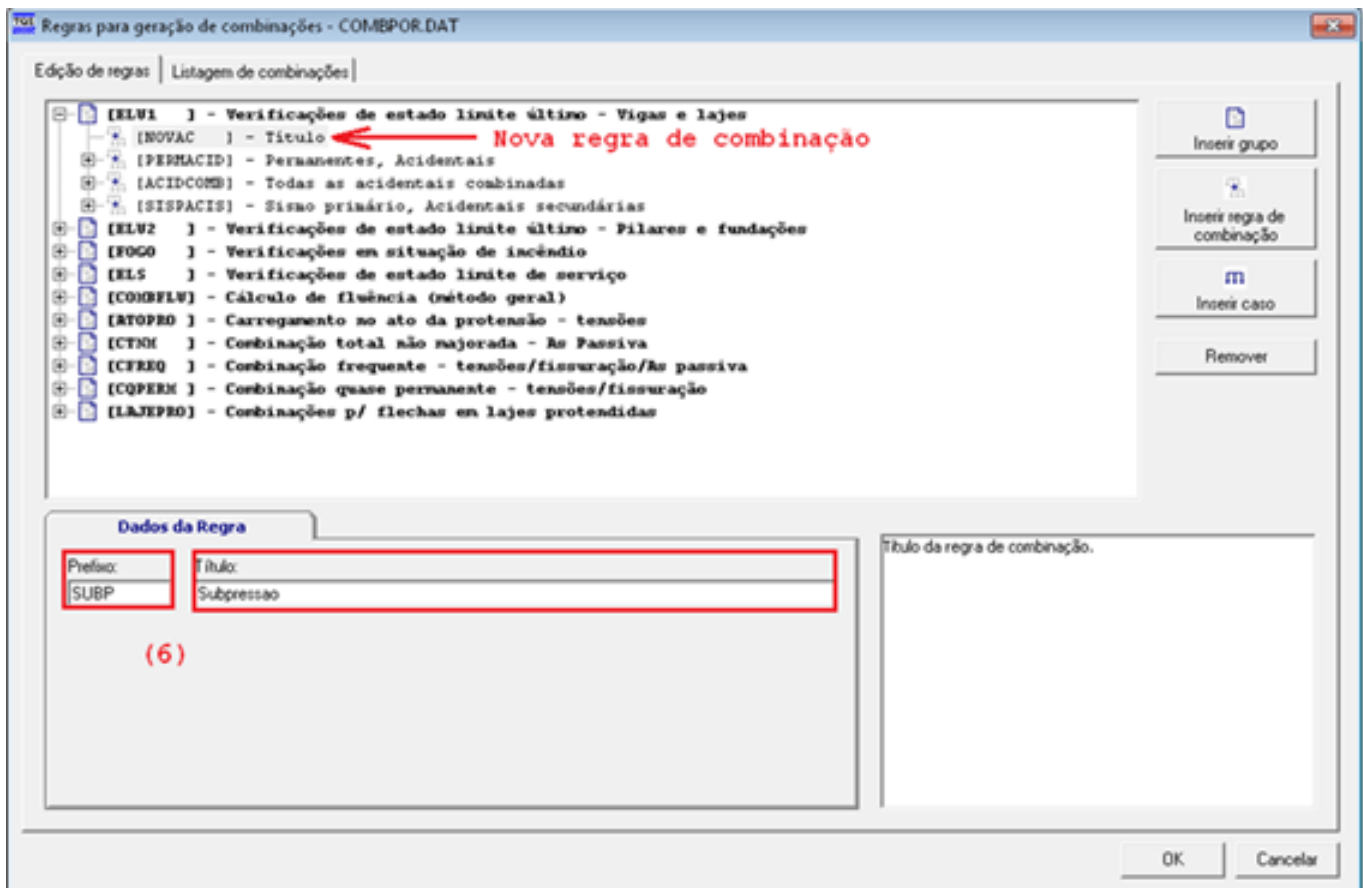 TQS Regras para geração de combinações - COMBPOR.DAT
Edição de regras Listagem de combinações
[ELU1 ] - Verificações de estado limite último - Vigas e lajes
[NOVAC ] - Título Nova regra de combinação
[PERMACID] - Permanentes, Acidentais
[ACIDCOMB] - Todas as acidentais combinadas
[SISPACIS] - Sismo primário, Acidentais secundárias
[ELU2 ] - Verificações de estado limite último - Pilares e fundações
[FOGO ] - Verificações em situação de incêndio
[ELS ] - Verificações de estado limite de serviço
[COMBFLU] - Cálculo de fluência (método geral)
[ATOPRO ] - Carregamento no ato da protensão - tensões
[CTNM ] - Combinação total não majorada - As Passiva
[CFREQ ] - Combinação frequente - tensões/fissuração/As passiva
[CQPERM ] - Combinação quase permanente - tensões/fissuração
[LAJEPRO] - Combinações p/ flechas em lajes protendidas
Inserir grupo
Inserir regra de
combinação
Inserir caso
Remover
Dados da Regra
Prefixo: Título:
SUBP Subpressao
(6)
Título da regra de combinação.
OK Cancelar